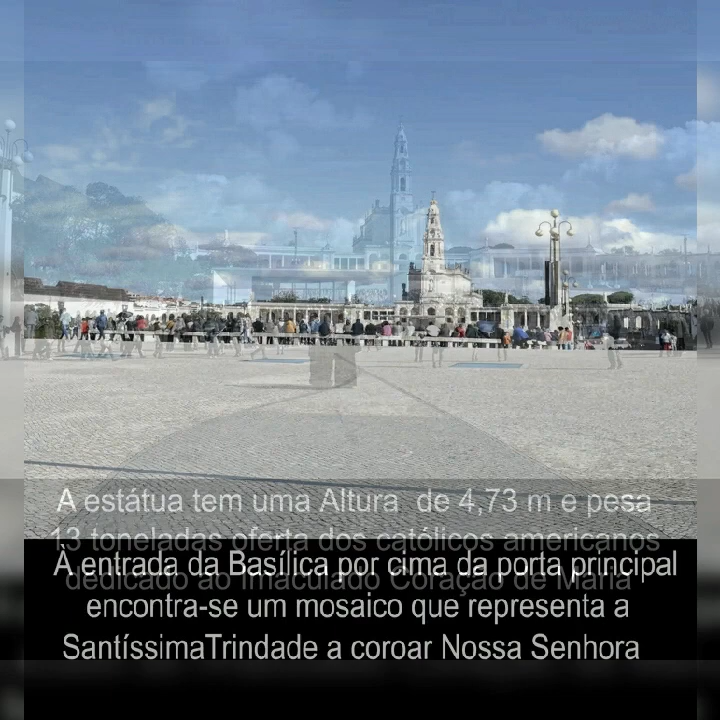 A estátua tem uma Altura de 4,73 m e pesa
13 toneladas oferta dos católicos americanos
À entrada da Basílica por cima da porta principal
dedicado ao Imaculado Coração de Maria
encontra-se um mosaico que representa a
SantíssimaTrindade a coroar Nossa Senhora